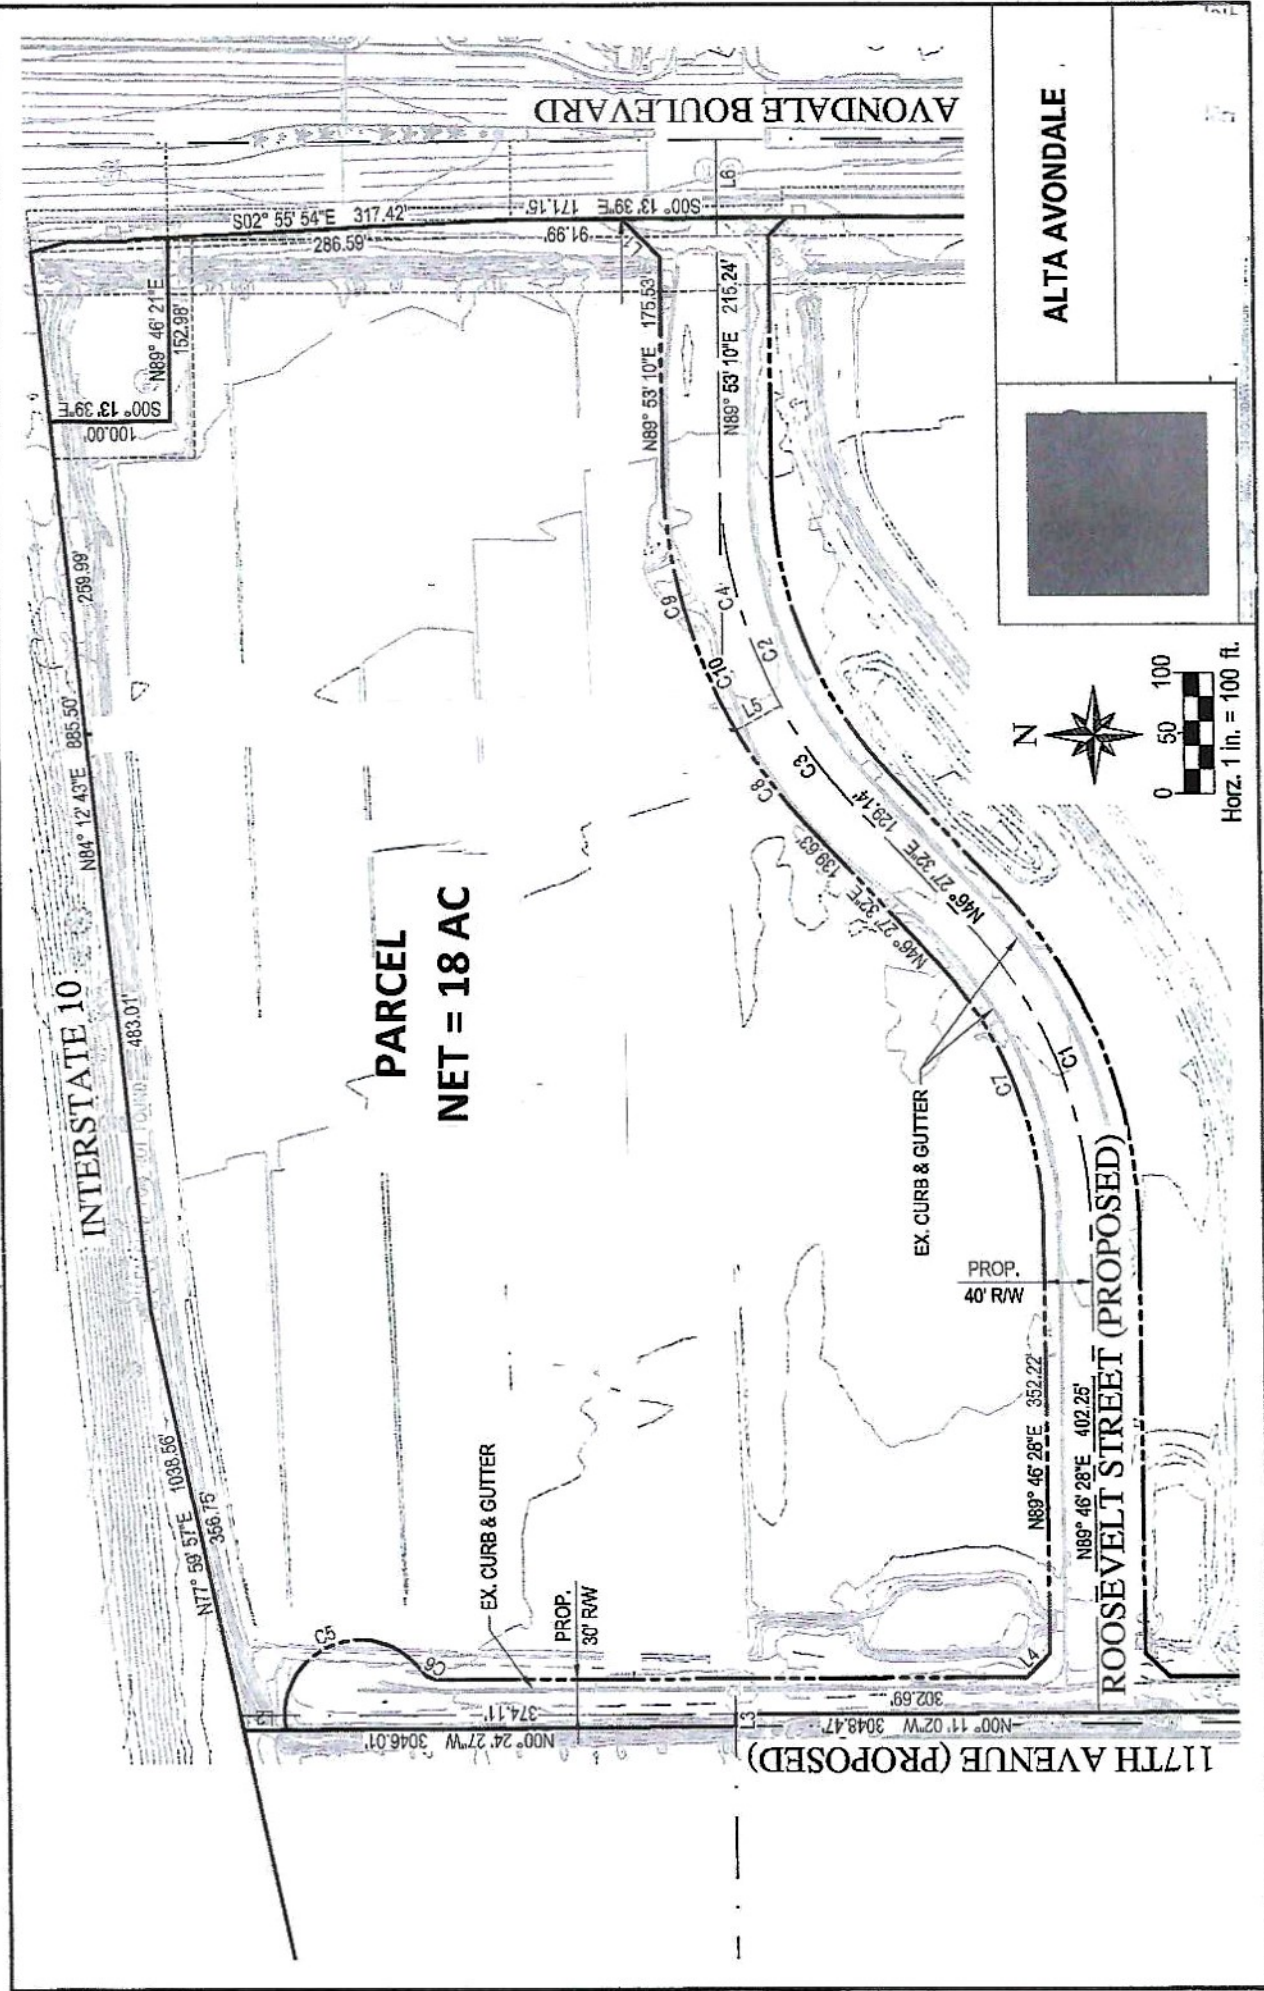 INTERSTATE 10
N77° 59' 57"E 1038.56'
356.75'
483.01'
N84° 12' 43"E 885.50'
259.99'
S00° 13' 39"E
100.00'
N89° 46' 21"E
152.98'
S02° 55' 54"E 317.42'
286.59'
91.99'
S00° 13' 39"E 171.15'
AVONDALE BOULEVARD
L6
L7
N89° 53' 10"E 175.53'
N89° 53' 10"E 215.24'
PARCEL
NET = 18 AC
C9
C4
C10
C2
L5
C3
C8
N46° 27' 32"E 139.63'
N46° 27' 32"E 129.14'
C7
C1
EX. CURB & GUTTER
PROP.
40' R/W
N89° 46' 28"E 352.22'
N89° 46' 28"E 402.25'
ROOSEVELT STREET (PROPOSED)
EX. CURB & GUTTER
PROP.
30' R/W
C5
C6
L2
L3
L4
374.11'
N00° 24' 27"W 3046.01'
302.69'
N00° 11' 02"W 3048.47'
117TH AVENUE (PROPOSED)
N
0 50 100
Horz. 1 in. = 100 ft.
ALTA AVONDALE